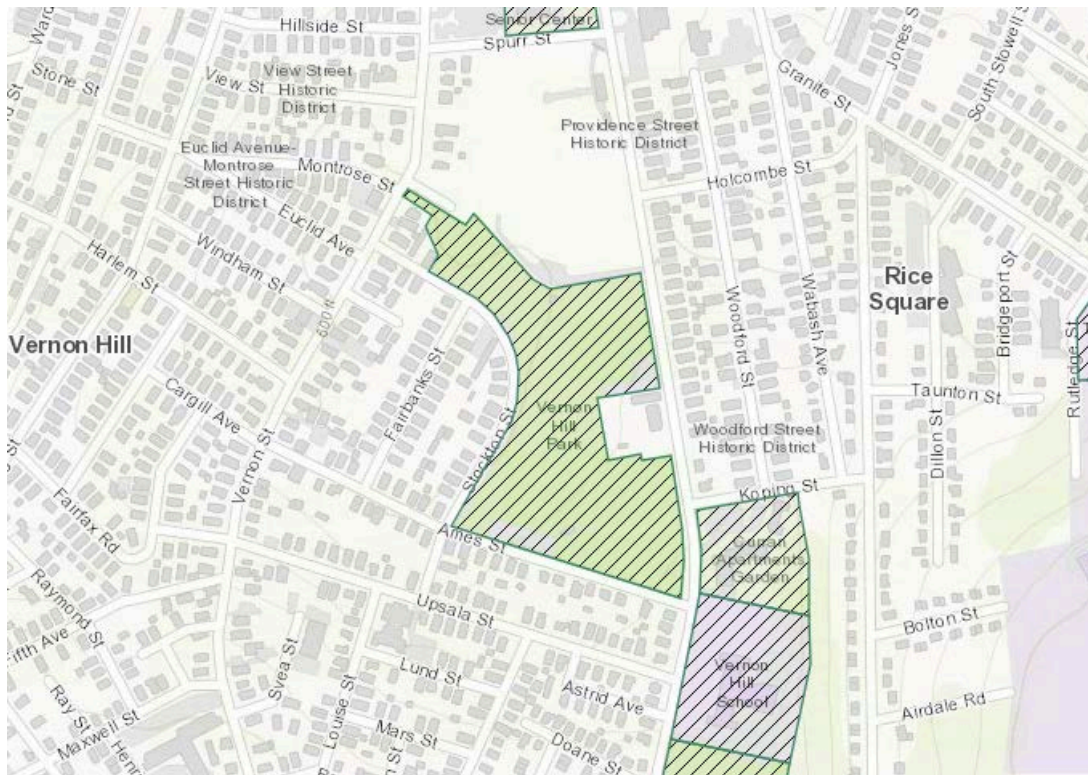 Hillside St
Senior Center
Spurr St
Jones St
South Stowell St
Stone St
View St
View Street
Historic
District
Granite St
Providence Street
Historic District
Euclid Avenue-
Montrose
Street Historic
District
Montrose St
Holcombe St
Euclid Ave
Windham St
Harlem St
Rice
Square
Bridgeport St
Woodford St
Wabash Ave
800 ft
Rutledge St
Vernon Hill
Fairbanks St
Cargill Ave
Taunton St
Vernon
Hill
Park
Stockton St
Woodford Street
Historic District
Dillon St
Vernon St
Koping St
Fairfax Rd
Ames St
Curran
Apartments
Garden
Raymond St
Upsala St
Bolton St
Fifth Ave
Lund St
Vernon
Hill
School
Svea St
Astrid Ave
Ray St
Louise St
Airdale Rd
Maxwell St
Mars St
Doane St